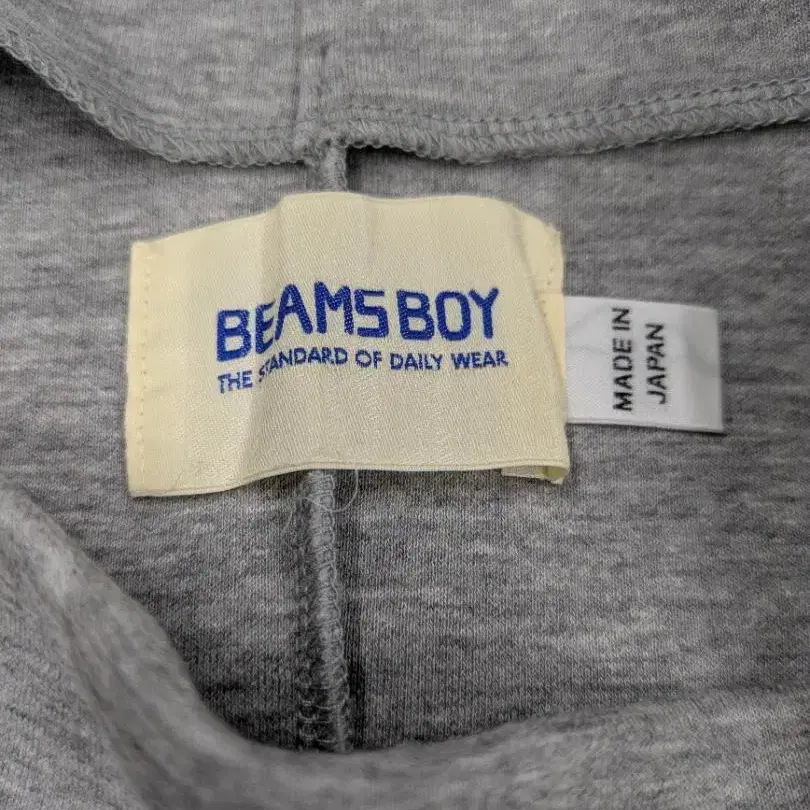 BEAMS BOY
THE STANDARD OF DAILY WEAR
MADE IN
JAPAN